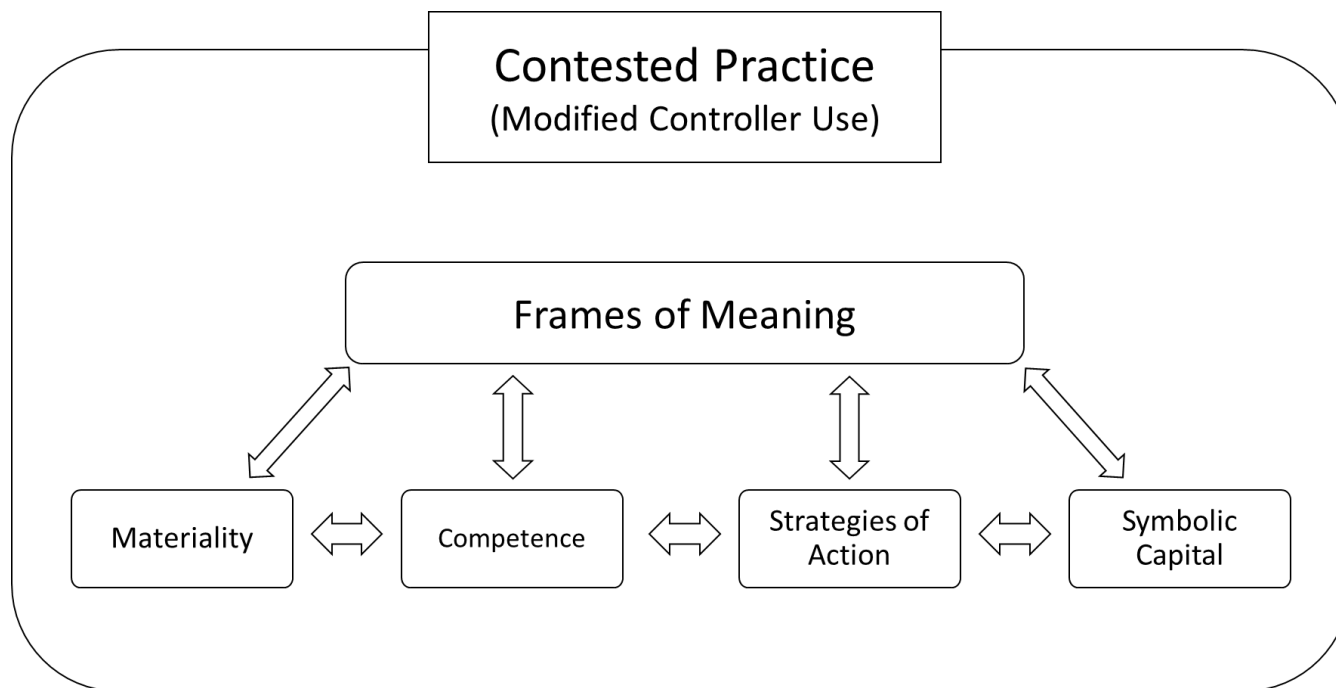 Contested Practice
(Modified Controller Use)
Frames of Meaning
Materiality
Competence
Strategies of
Action
Symbolic
Capital